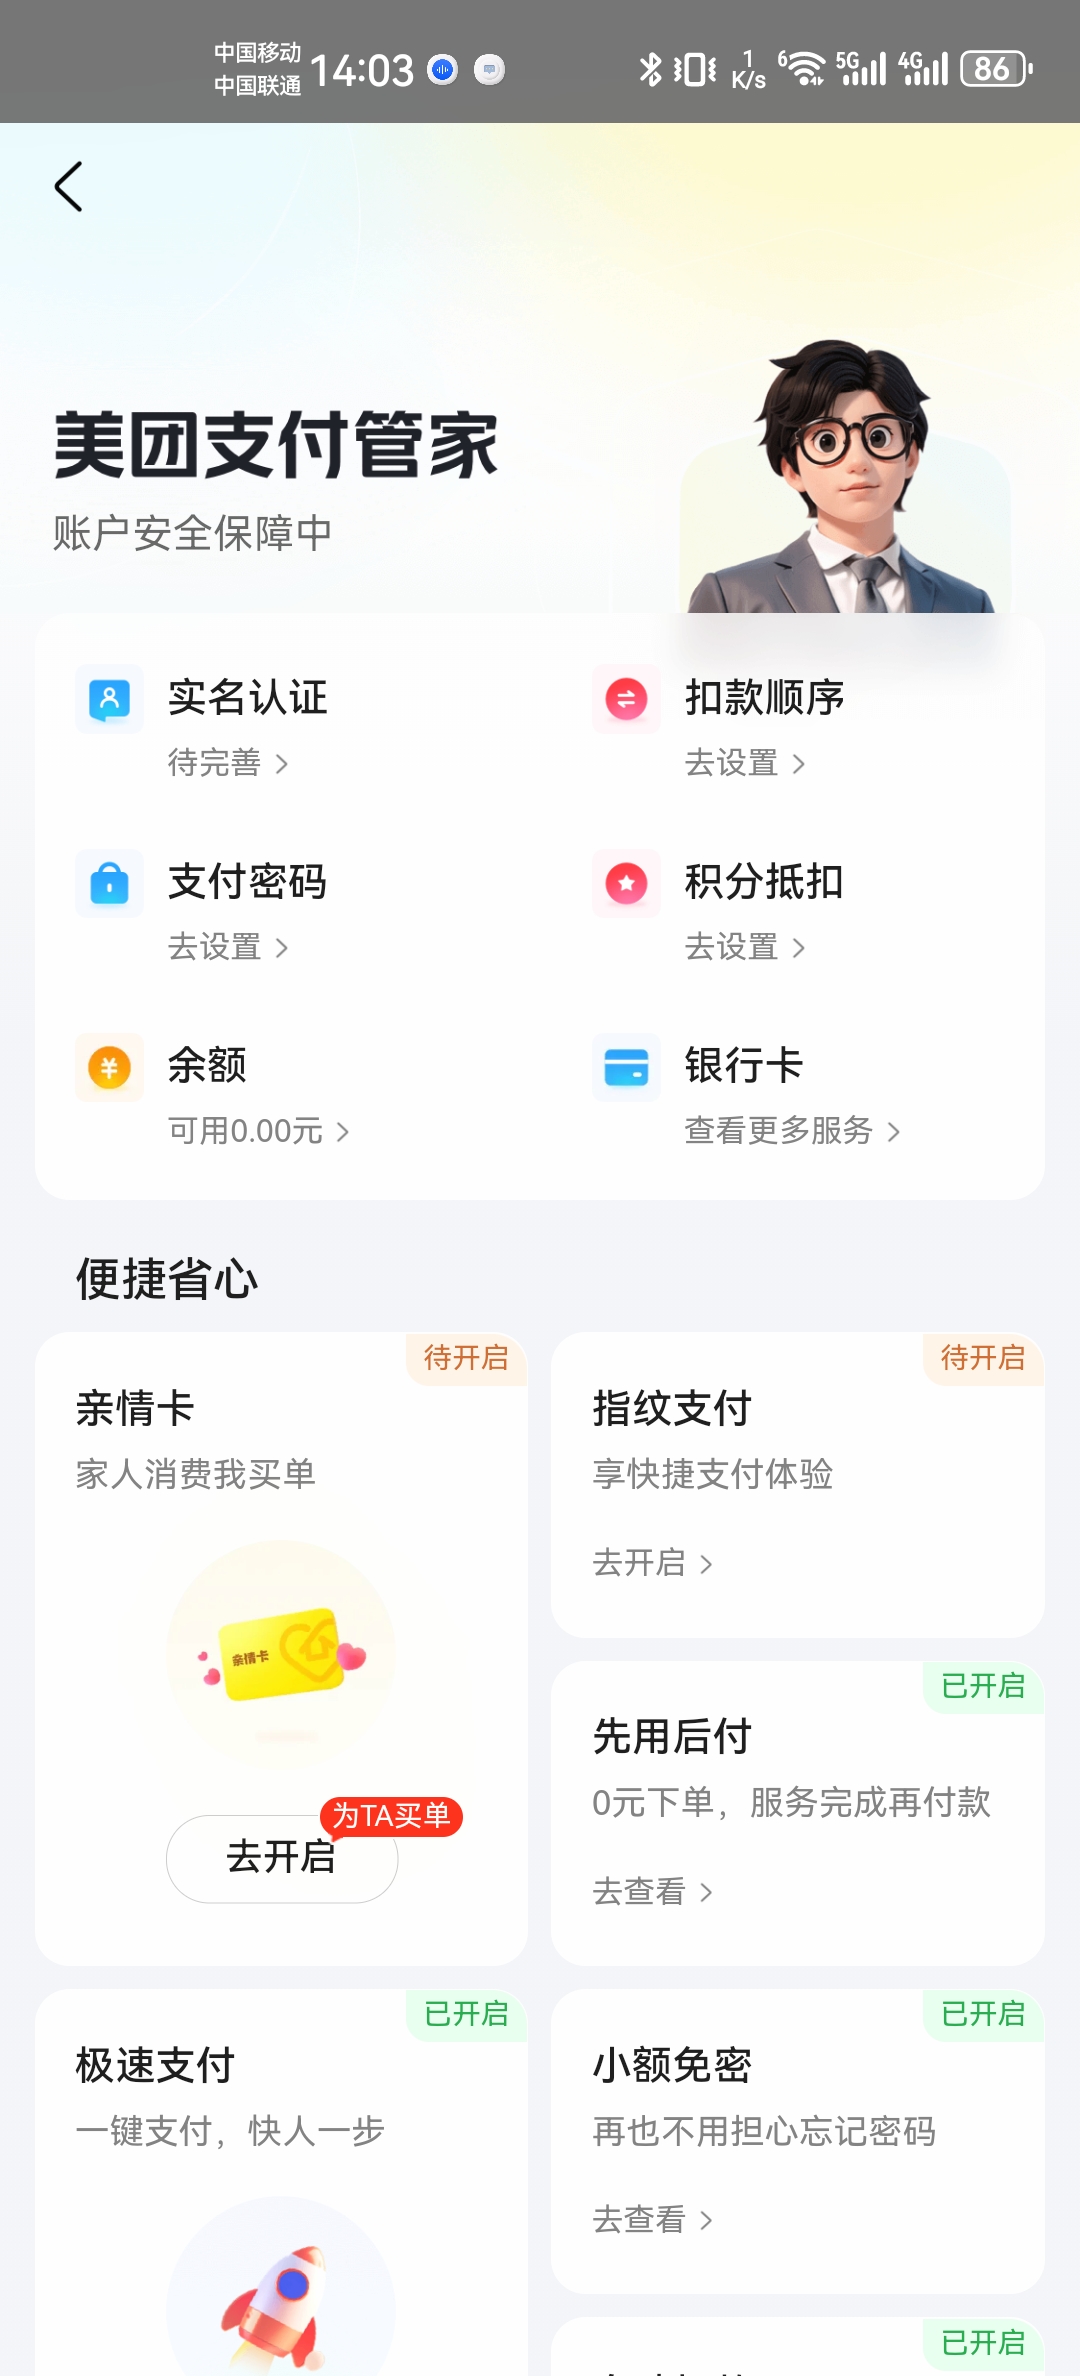 中国移动
中国联通
14:03
1
K/s
6
5G
4G
86
美团支付管家
账户安全保障中
实名认证
待完善
扣款顺序
去设置
支付密码
去设置
积分抵扣
去设置
余额
可用0.00元
银行卡
查看更多服务
便捷省心
待开启
亲情卡
家人消费我买单
亲情卡
为TA买单
去开启
待开启
指纹支付
享快捷支付体验
去开启
已开启
先用后付
0元下单，服务完成再付款
去查看
已开启
极速支付
一键支付，快人一步
已开启
小额免密
再也不用担心忘记密码
去查看
已开启